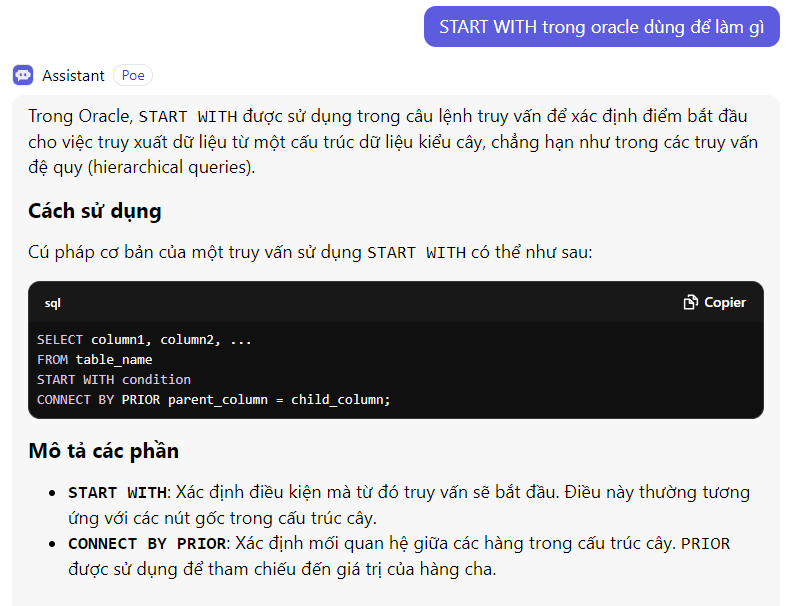 START WITH trong oracle dùng để làm gì
Assistant Poe
Trong Oracle, START WITH được sử dụng trong câu lệnh truy vấn để xác định điểm bắt đầu
cho việc truy xuất dữ liệu từ một cấu trúc dữ liệu kiểu cây, chẳng hạn như trong các truy vấn
đệ quy (hierarchical queries).
Cách sử dụng
Cú pháp cơ bản của một truy vấn sử dụng START WITH có thể như sau:
sql Copier
SELECT column1, column2, ...
FROM table_name
START WITH condition
CONNECT BY PRIOR parent_column = child_column;
Mô tả các phần
• START WITH: Xác định điều kiện mà từ đó truy vấn sẽ bắt đầu. Điều này thường tương
ứng với các nút gốc trong cấu trúc cây.
• CONNECT BY PRIOR: Xác định mối quan hệ giữa các hàng trong cấu trúc cây. PRIOR
được sử dụng để tham chiếu đến giá trị của hàng cha.